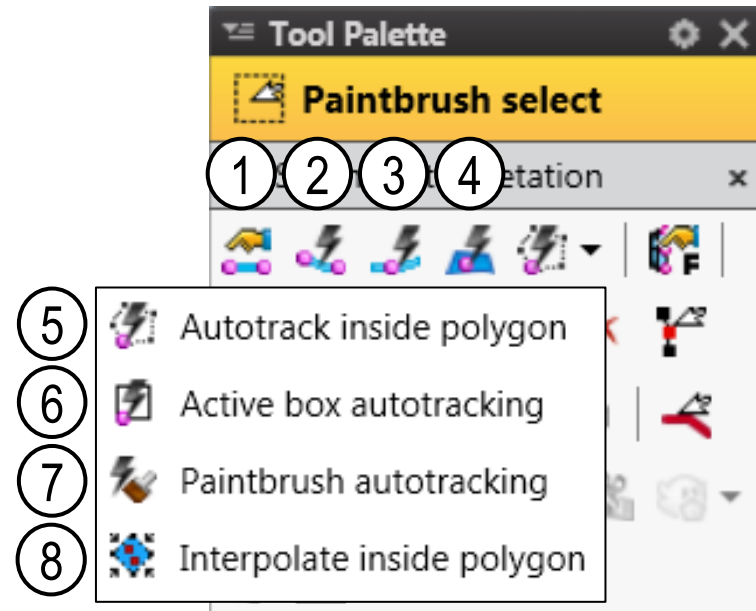 Tool Palette
Paintbrush select
1 2 3 4 etation
F
5 Autotrack inside polygon
6 Active box autotracking
7 Paintbrush autotracking
8 Interpolate inside polygon